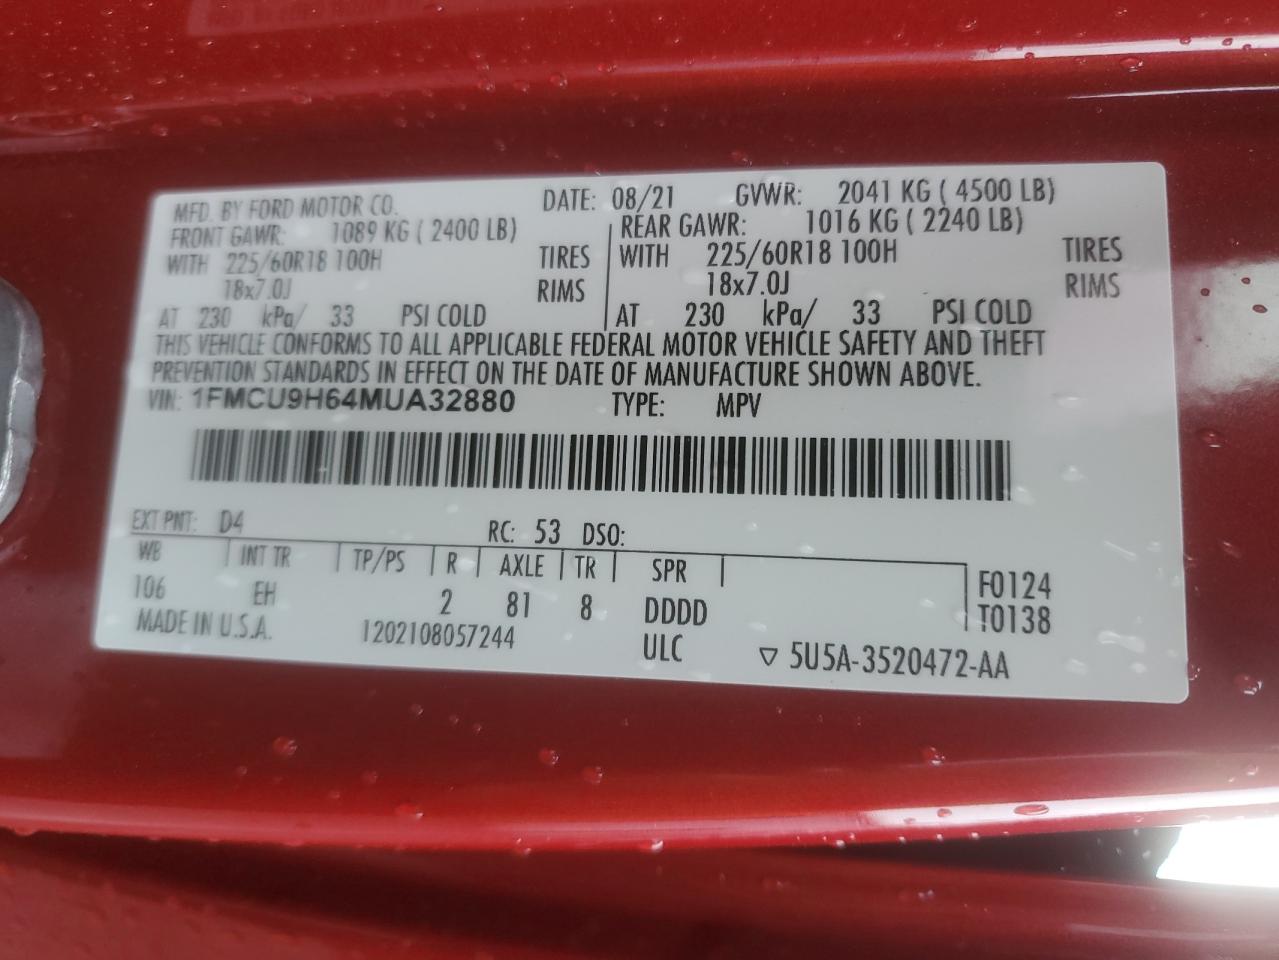 MFD. BY FORD MOTOR CO. DATE: 08/21 GVWR: 2041 KG ( 4500 LB)
FRONT GAWR: 1089 KG ( 2400 LB) REAR GAWR: 1016 KG ( 2240 LB)
WITH 225/60R18 100H TIRES WITH 225/60R18 100H TIRES
18x7.0J RIMS 18x7.0J RIMS
AT 230 kPa/ 33 PSI COLD AT 230 kPa/ 33 PSI COLD
THIS VEHICLE CONFORMS TO ALL APPLICABLE FEDERAL MOTOR VEHICLE SAFETY AND THEFT
PREVENTION STANDARDS IN EFFECT ON THE DATE OF MANUFACTURE SHOWN ABOVE.
VIN: 1FMCU9H64MUA32880 TYPE: MPV
EXT PNT: D4 RC: 53 DSO:
WB INT TR TP/PS R AXLE TR SPR F0124
106 EH 2 81 8 DDDD T0138
MADE IN U.S.A. 1202108057244 ULC ▽ 5U5A-3520472-AA